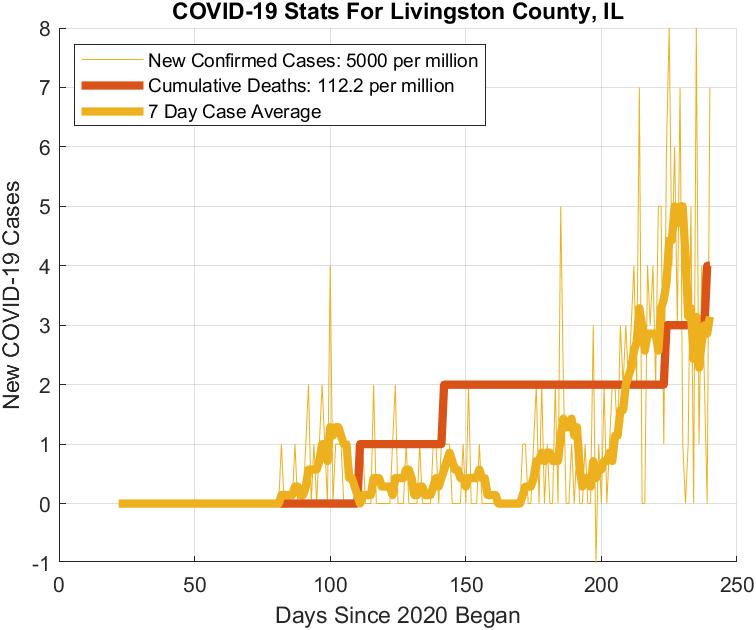 COVID-19 Stats For Livingston County, IL
New Confirmed Cases: 5000 per million
Cumulative Deaths: 112.2 per million
7 Day Case Average
New COVID-19 Cases
8
7
6
5
4
3
2
1
0
-1
0 50 100 150 200 250
Days Since 2020 Began